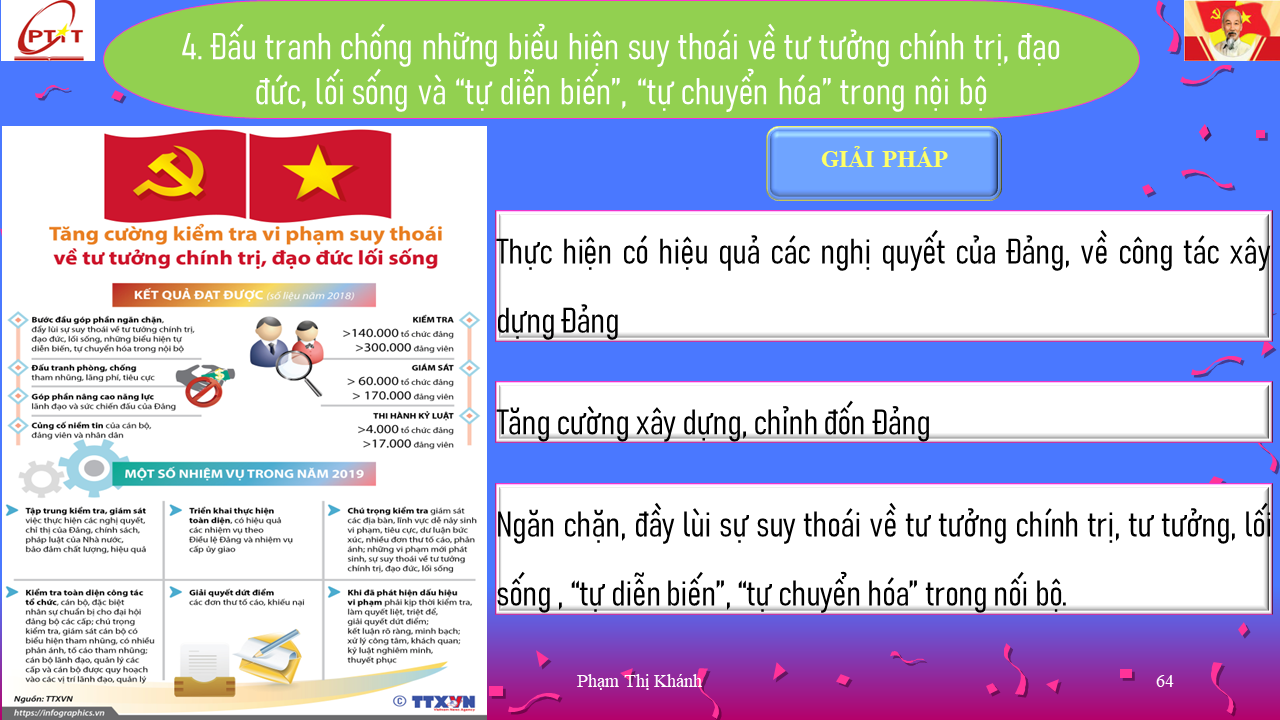 PTIT
4. Đấu tranh chống những biểu hiện suy thoái về tư tưởng chính trị, đạo
đức, lối sống và “tự diễn biến”, “tự chuyển hóa” trong nội bộ
Tăng cường kiểm tra vi phạm suy thoái
về tư tưởng chính trị, đạo đức lối sống
KẾT QUẢ ĐẠT ĐƯỢC (số liệu năm 2018)
Bước đầu góp phần ngăn chặn,
đẩy lùi sự suy thoái về tư tưởng chính trị,
đạo đức, lối sống, những biểu hiện tự
diễn biến, tự chuyển hóa trong nội bộ
Đấu tranh phòng, chống
tham nhũng, lãng phí, tiêu cực
Góp phần nâng cao năng lực
lãnh đạo và sức chiến đấu của Đảng
Củng cố niềm tin của cán bộ,
đảng viên và nhân dân
KIỂM TRA
>140.000 tổ chức đảng
>300.000 đảng viên
GIÁM SÁT
> 60.000 tổ chức đảng
> 170.000 đảng viên
THI HÀNH KỶ LUẬT
>4.000 tổ chức đảng
>17.000 đảng viên
MỘT SỐ NHIỆM VỤ TRONG NĂM 2019
Tập trung kiểm tra, giám sát
việc thực hiện các nghị quyết,
chỉ thị của Đảng, chính sách,
pháp luật của Nhà nước,
bảo đảm chất lượng, hiệu quả
Triển khai thực hiện
toàn diện, có hiệu quả
các nhiệm vụ theo
Điều lệ Đảng và nhiệm vụ
cấp ủy giao
Chú trọng kiểm tra giám sát
các địa bàn, lĩnh vực dễ nảy sinh
vi phạm, tiêu cực, dư luận bức
xúc, nhiều đơn thư tố cáo, phản
ánh; những vi phạm mới phát
sinh, sự suy thoái về tư tưởng
chính trị, đạo đức, lối sống
Kiểm tra toàn diện công tác
tổ chức, cán bộ, đặc biệt
nhân sự chuẩn bị cho đại hội
đảng bộ các cấp; chú trọng
kiểm tra, giám sát cán bộ có
biểu hiện tham nhũng, có nhiều
phản ánh, tố cáo tham nhũng;
cán bộ lãnh đạo, quản lý các
cấp và cán bộ được quy hoạch
vào các vị trí lãnh đạo, quản lý
Giải quyết dứt điểm
các đơn thư tố cáo, khiếu nại
Khi đã phát hiện dấu hiệu
vi phạm phải kịp thời kiểm tra,
làm quyết liệt, triệt để,
giải quyết dứt điểm;
kết luận rõ ràng, minh bạch;
xử lý công tâm, khách quan;
kỷ luật nghiêm minh,
thuyết phục
Nguồn: TTXVN
© TTXVN
Vietnam News Agency
https://infographics.vn
GIẢI PHÁP
Thực hiện có hiệu quả các nghị quyết của Đảng, về công tác xây
dựng Đảng
Tăng cường xây dựng, chỉnh đốn Đảng
Ngăn chặn, đầy lùi sự suy thoái về tư tưởng chính trị, tư tưởng, lối
sống , “tự diễn biến”, “tự chuyển hóa” trong nối bộ.
Phạm Thị Khánh
64